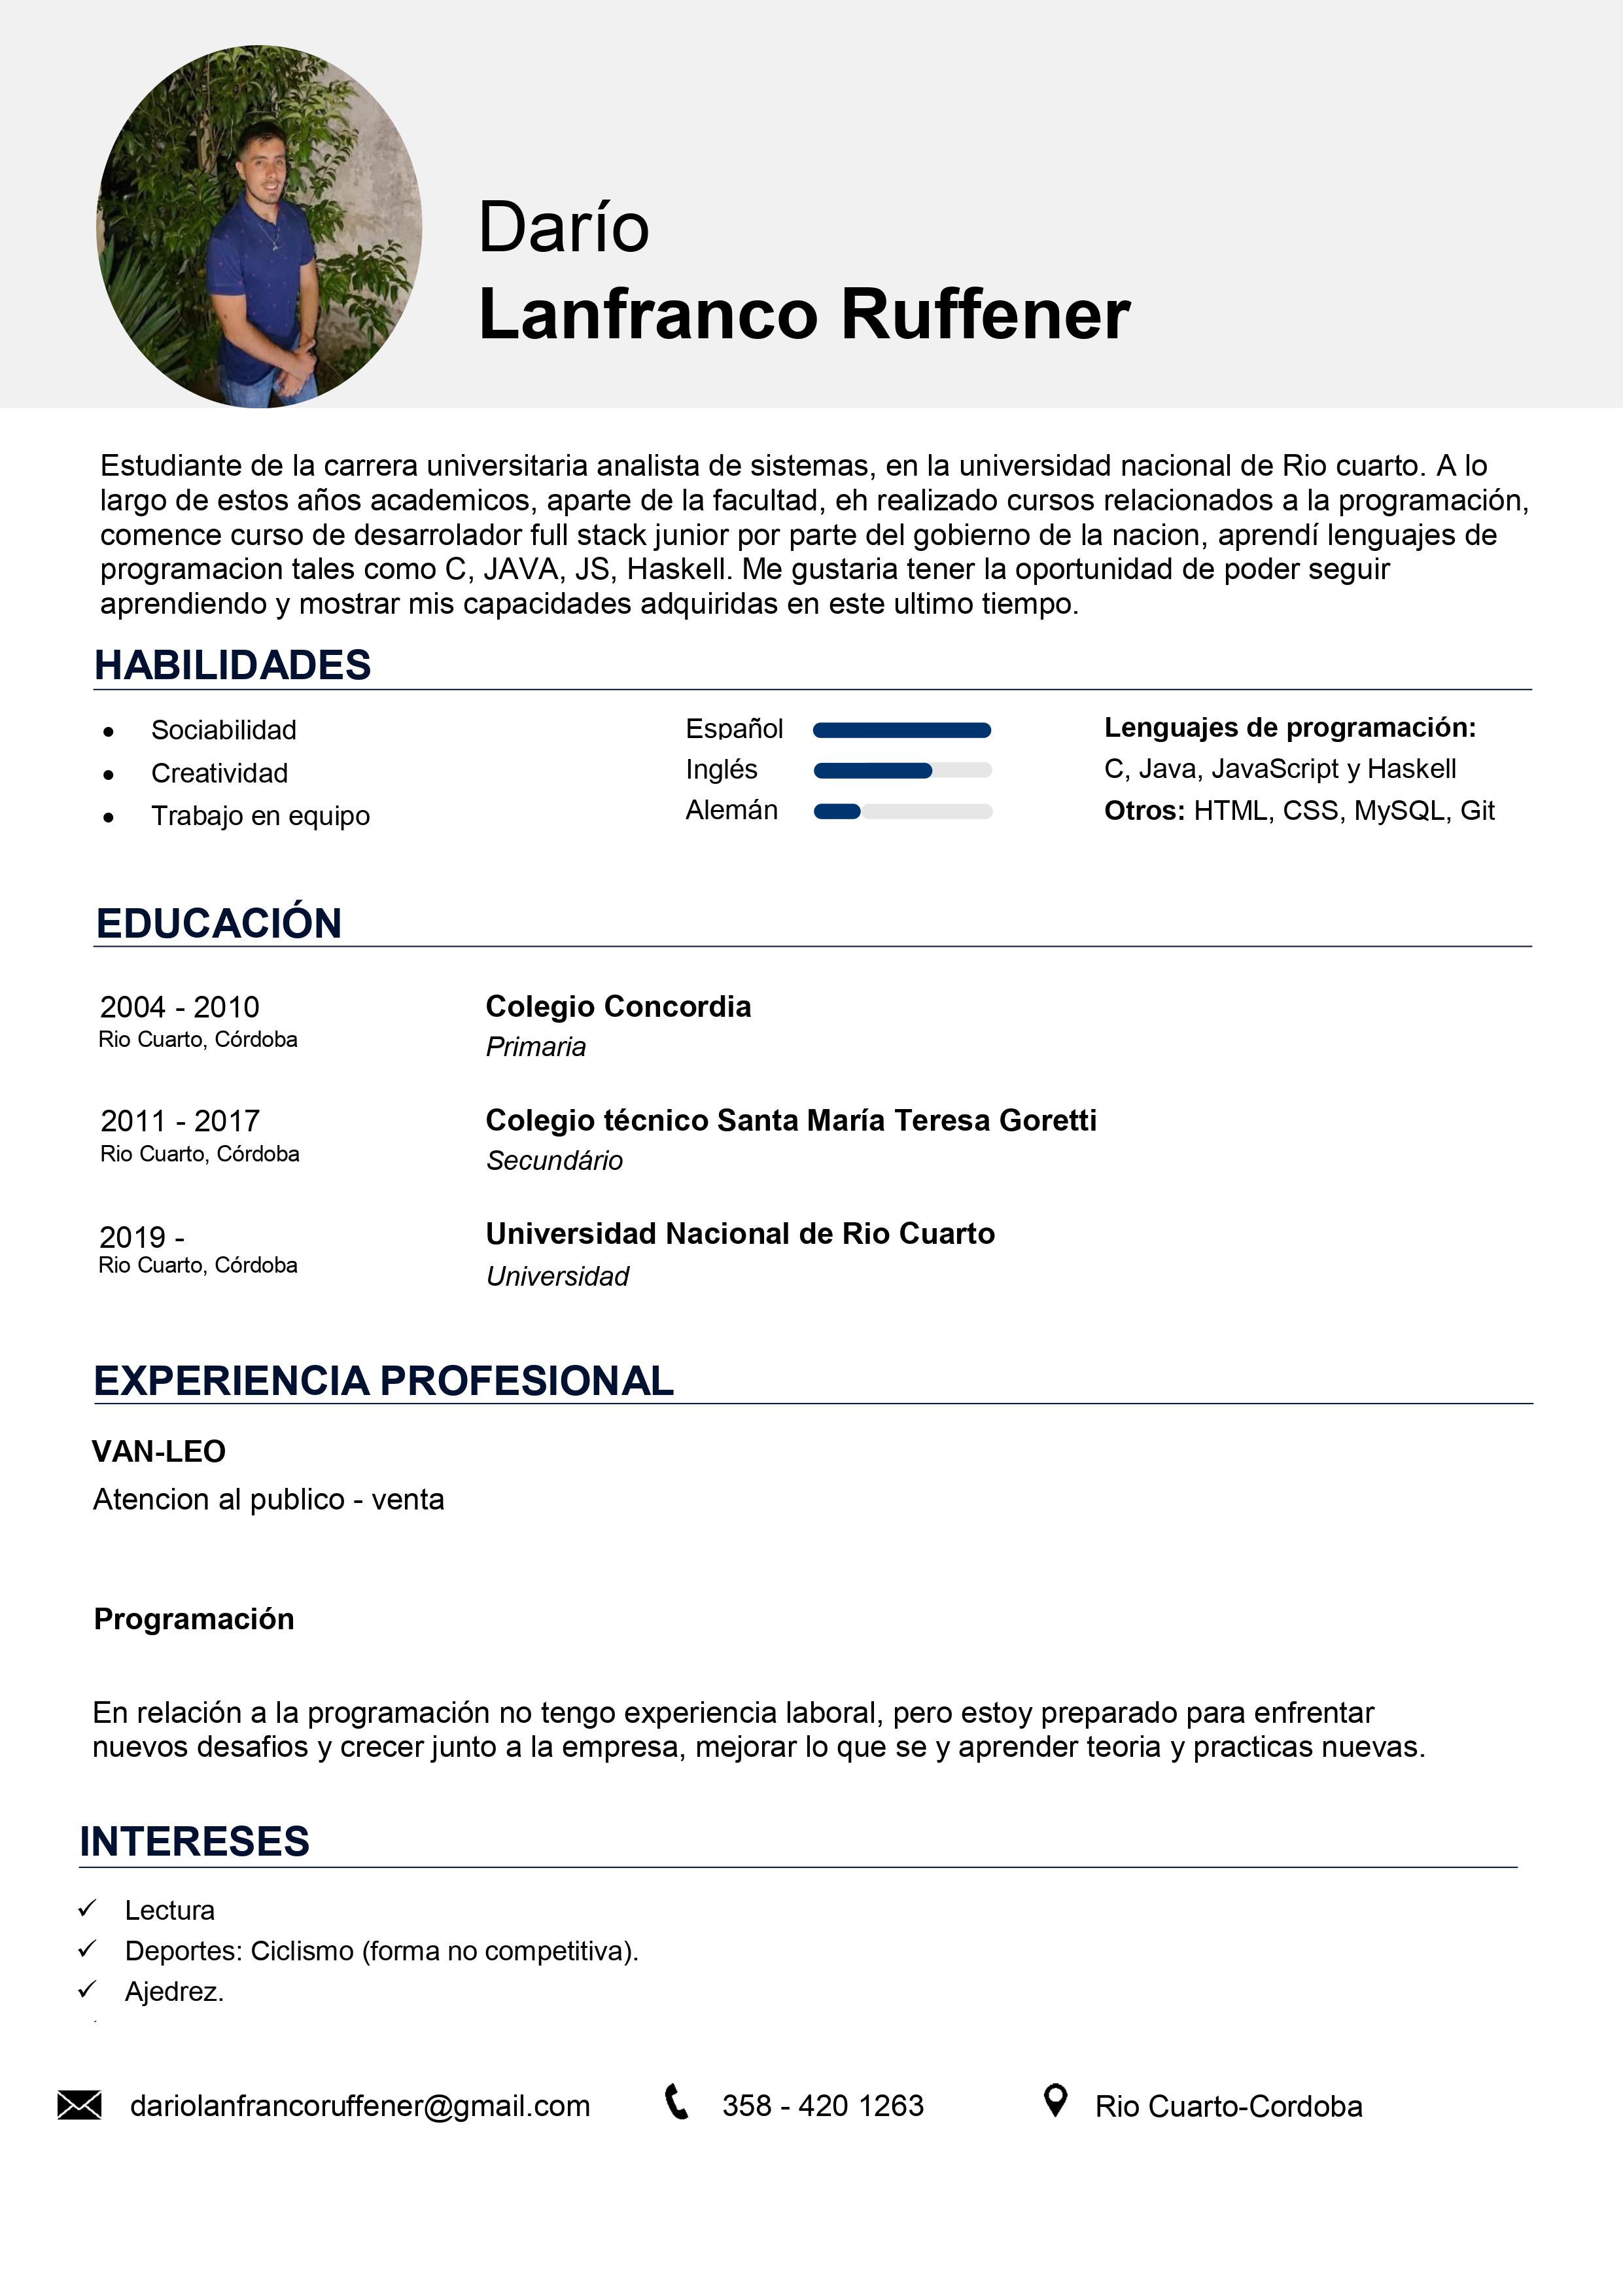 Darío
Lanfranco Ruffener
Estudiante de la carrera universitaria analista de sistemas, en la universidad nacional de Rio cuarto. A lo
largo de estos años academicos, aparte de la facultad, eh realizado cursos relacionados a la programación,
comence curso de desarrolador full stack junior por parte del gobierno de la nacion, aprendí lenguajes de
programacion tales como C, JAVA, JS, Haskell. Me gustaria tener la oportunidad de poder seguir
aprendiendo y mostrar mis capacidades adquiridas en este ultimo tiempo.
HABILIDADES
• Sociabilidad
• Creatividad
• Trabajo en equipo
Español
Inglés
Alemán
Lenguajes de programación:
C, Java, JavaScript y Haskell
Otros: HTML, CSS, MySQL, Git
EDUCACIÓN
2004 - 2010
Rio Cuarto, Córdoba
Colegio Concordia
Primaria
2011 - 2017
Rio Cuarto, Córdoba
Colegio técnico Santa María Teresa Goretti
Secundário
2019 -
Rio Cuarto, Córdoba
Universidad Nacional de Rio Cuarto
Universidad
EXPERIENCIA PROFESIONAL
VAN-LEO
Atencion al publico - venta
Programación
En relación a la programación no tengo experiencia laboral, pero estoy preparado para enfrentar
nuevos desafios y crecer junto a la empresa, mejorar lo que se y aprender teoria y practicas nuevas.
INTERESES
✓ Lectura
✓ Deportes: Ciclismo (forma no competitiva).
✓ Ajedrez.
dariolanfrancoruffener@gmail.com
358 - 420 1263
Rio Cuarto-Cordoba